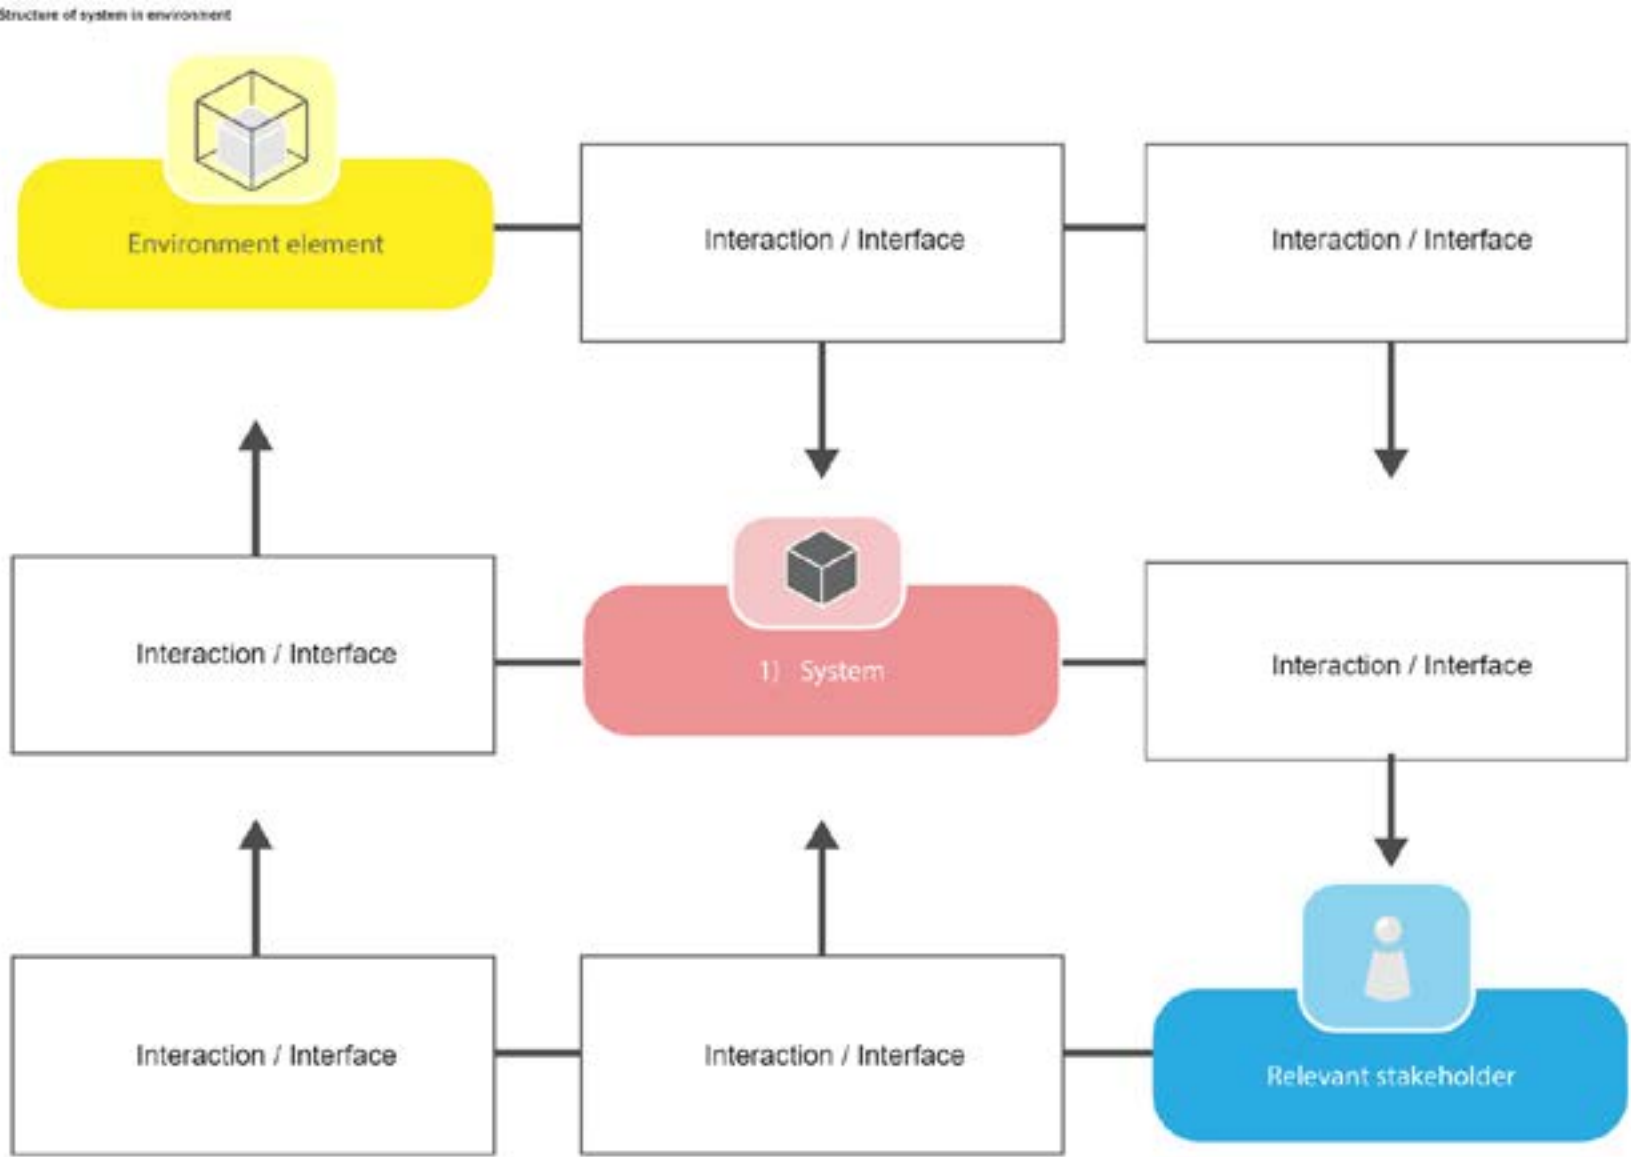 Structure of system in environment
Environment element
Interaction / Interface
Interaction / Interface
Interaction / Interface
1) System
Interaction / Interface
Interaction / Interface
Interaction / Interface
Relevant stakeholder